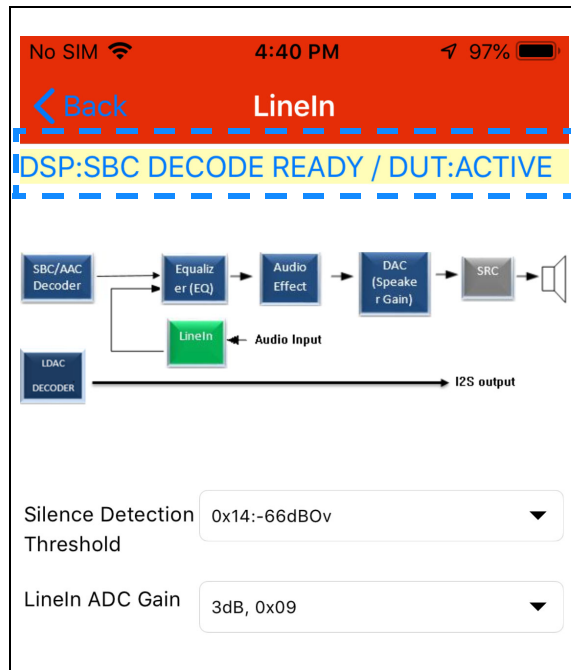 No SIM 4:40 PM 97%
Back LineIn
DSP:SBC DECODE READY / DUT:ACTIVE
SBC/AAC
Decoder
Equaliz
er (EQ)
Audio
Effect
DAC
(Speake
r Gain)
SRC
LineIn
Audio Input
LDAC
DECODER
I2S output
Silence Detection
Threshold
0x14:-66dBOv
LineIn ADC Gain
3dB, 0x09